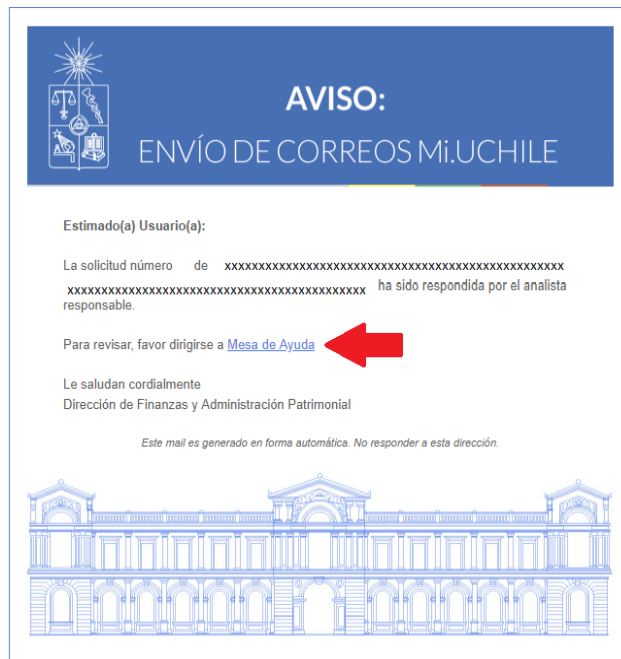 AVISO:
ENVÍO DE CORREOS Mi.UCHILE
Estimado(a) Usuario(a):
La solicitud número de xxxxxxxxxxxxxxxxxxxxxxxxxxxxxxxxxxxxxxxxxxxxxxxxxx
xxxxxxxxxxxxxxxxxxxxxxxxxxxxxxxxxxxxxxxxxxxx ha sido respondida por el analista
responsable.
Para revisar, favor dirigirse a Mesa de Ayuda
Le saludan cordialmente
Dirección de Finanzas y Administración Patrimonial
Este mail es generado en forma automática. No responder a esta dirección.